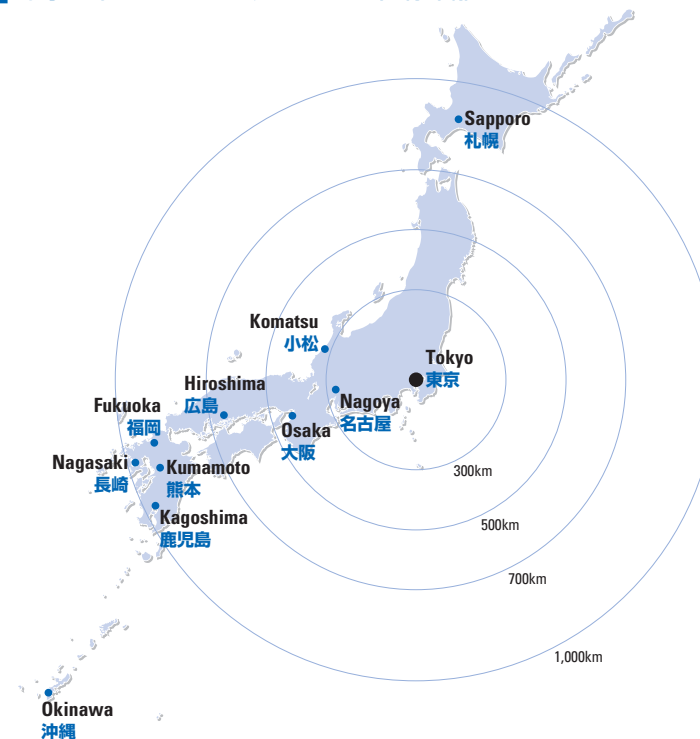 Sapporo
札幌
Komatsu
小松
Tokyo
東京
Hiroshima
広島
Nagoya
名古屋
Fukuoka
福岡
Osaka
大阪
Nagasaki
長崎
Kumamoto
熊本
Kagoshima
鹿児島
300km
500km
700km
1,000km
Okinawa
沖縄